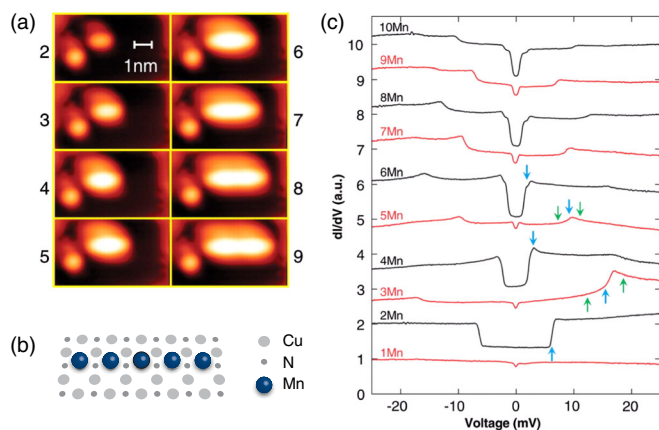 (a)
2
6
1nm
3
7
4
8
5
9
(b)
Cu
N
Mn
(c)
10Mn
9Mn
8Mn
7Mn
6Mn
5Mn
4Mn
3Mn
2Mn
1Mn
dI/dV (a.u.)
10
9
8
7
6
5
4
3
2
1
0
-20
-10
0
10
20
Voltage (mV)